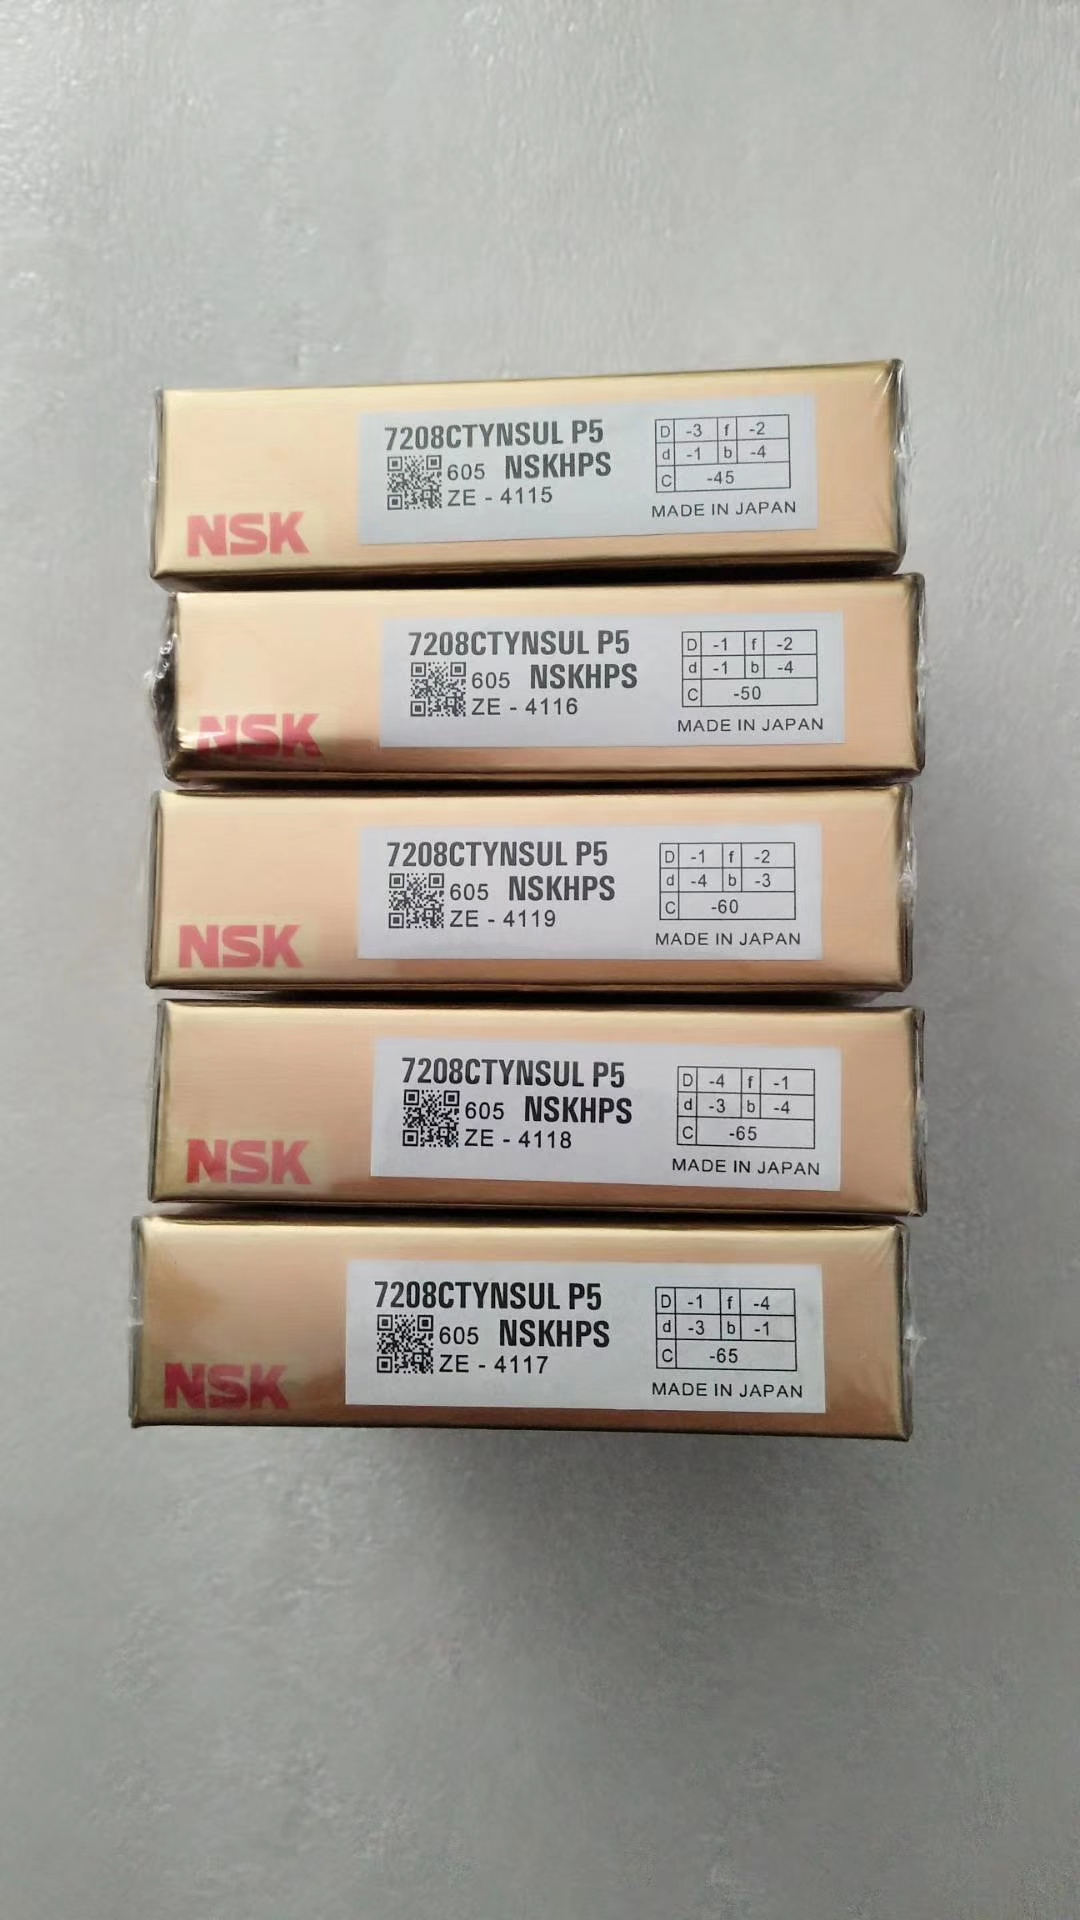 7208CTYNSUL P5
605 NSKHPS
ZE - 4115
D -3 f -2
d -1 b -4
C -45
MADE IN JAPAN
NSK
7208CTYNSUL P5
605 NSKHPS
ZE - 4116
D -1 f -2
d -1 b -4
C -50
MADE IN JAPAN
NSK
7208CTYNSUL P5
605 NSKHPS
ZE - 4119
D -1 f -2
d -4 b -3
C -60
MADE IN JAPAN
NSK
7208CTYNSUL P5
605 NSKHPS
ZE - 4118
D -4 f -1
d -3 b -4
C -65
MADE IN JAPAN
NSK
7208CTYNSUL P5
605 NSKHPS
ZE - 4117
D -1 f -4
d -3 b -1
C -65
MADE IN JAPAN
NSK